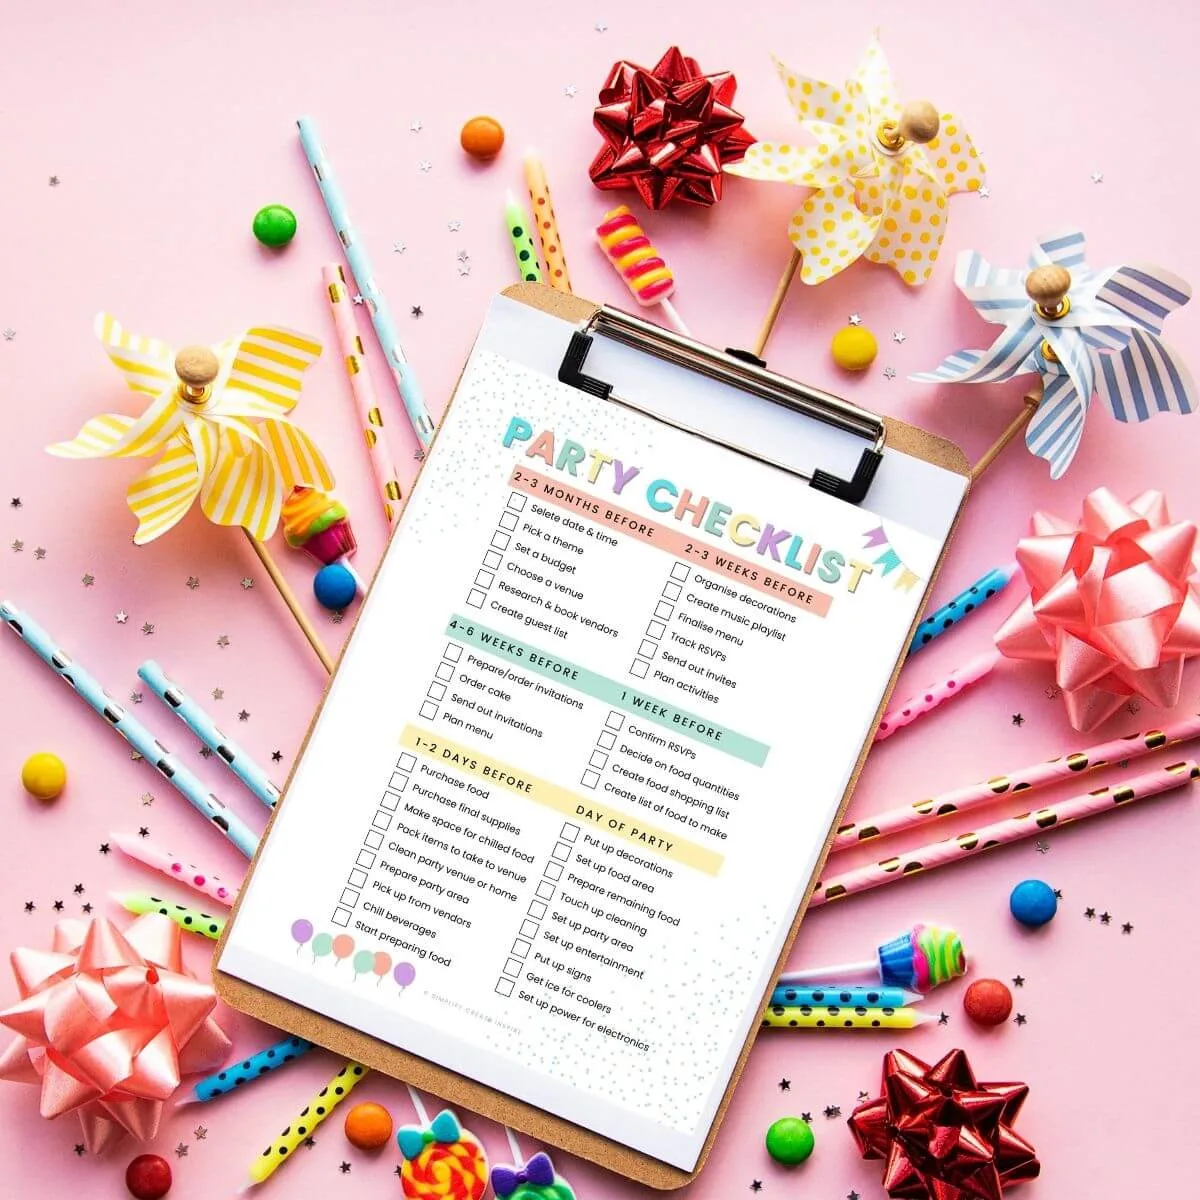 PARTY CHECKLIST
2-3 MONTHS BEFORE
Selete date & time
Pick a theme
Set a budget
Choose a venue
Research & book vendors
Create guest list
2-3 WEEKS BEFORE
Organise decorations
Create music playlist
Finalise menu
Track RSVPs
Send out invites
Plan activities
4-6 WEEKS BEFORE
Prepare/order invitations
Order cake
Send out invitations
Plan menu
1 WEEK BEFORE
Confirm RSVPs
Decide on food quantities
Create food shopping list
Create list of food to make
1-2 DAYS BEFORE
Purchase food
Purchase final supplies
Make space for chilled food
Pack items to take to venue
Clean party venue or home
Prepare party area
Pick up from vendors
Chill beverages
Start preparing food
DAY OF PARTY
Put up decorations
Set up food area
Prepare remaining food
Touch up cleaning
Set up party area
Set up entertainment
Put up signs
Get ice for coolers
Set up power for electronics
© SIMPLIFY CREATE INSPIRE